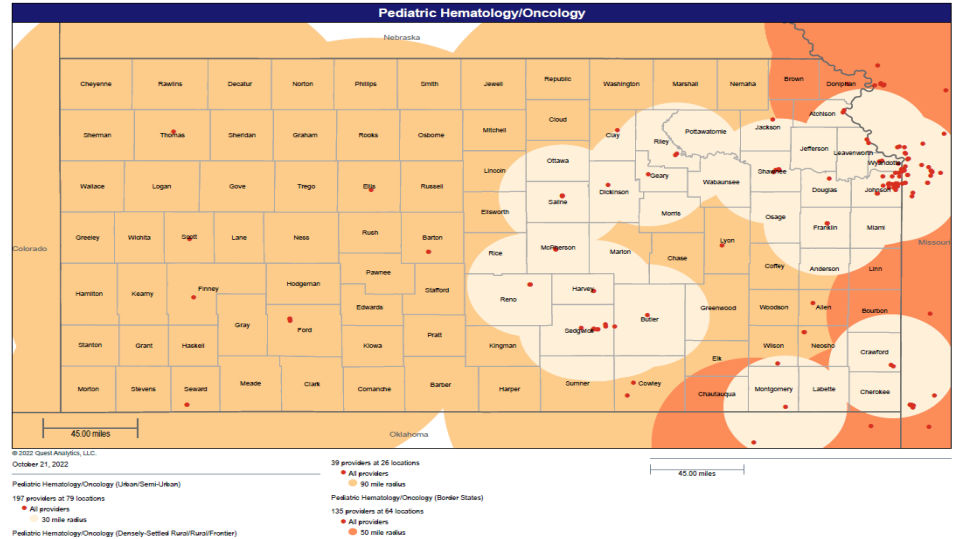 Pediatric Hematology/Oncology
Nebraska
Cheyenne Rawlins Decatur Norton Phillips Smith Jewell Republic Washington Marshall Nemaha Brown Doniphan
Atchison
Sherman Thomas Sheridan Graham Rooks Osborne Mitchell Cloud Clay Riley Pottawatomie Jackson
Jefferson Leavenworth
Wyandotte
Lincoln Ottawa
Wallace Logan Gove Trego Ellis Russell Dickinson Geary Wabaunsee Shawnee Douglas Johnson
Ellsworth Saline Morris Osage
Colorado Greeley Wichita Scott Lane Ness Rush Barton Rice McPherson Marion Chase Lyon Franklin Miami Missouri
Hamilton Kearny Finney Hodgeman Pawnee Stafford Reno Harvey Coffey Anderson Linn
Edwards
Gray Ford Sedgwick Butler Greenwood Woodson Allen Bourbon
Stanton Grant Haskell Kiowa Pratt Kingman Elk Wilson Neosho Crawford
Morton Stevens Seward Meade Clark Comanche Barber Harper Sumner Cowley Chautauqua Montgomery Labette Cherokee
45.00 miles
Oklahoma
© 2022 Quest Analytics, LLC.
October 21, 2022
Pediatric Hematology/Oncology (Urban/Semi-Urban)
197 providers at 79 locations
All providers
30 mile radius
Pediatric Hematology/Oncology (Densely-Settled Rural/Rural/Frontier)
39 providers at 26 locations
All providers
90 mile radius
Pediatric Hematology/Oncology (Border States)
135 providers at 64 locations
All providers
50 mile radius
45.00 miles